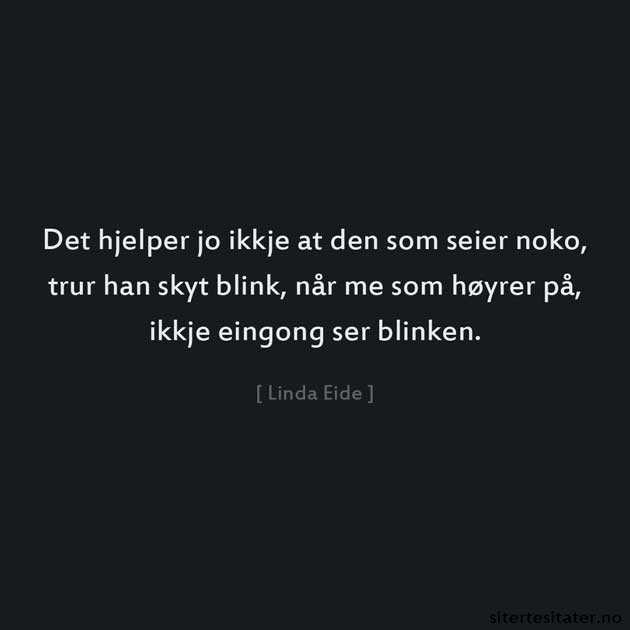 Det hjelper jo ikkje at den som seier noko,
trur han skyt blink, når me som høyrer på,
ikkje eingong ser blinken.
[ Linda Eide ]
sitertesitater.no